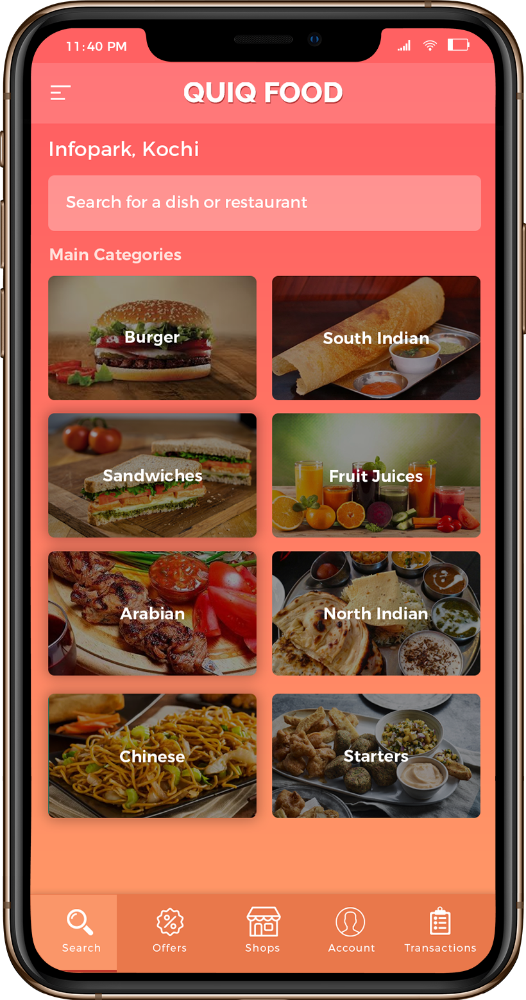 11:40 PM
QUIQ FOOD
Infopark, Kochi
Search for a dish or restaurant
Main Categories
Burger
South Indian
Sandwiches
Fruit Juices
Arabian
North Indian
Chinese
Starters
Search
Offers
Shops
Account
Transactions